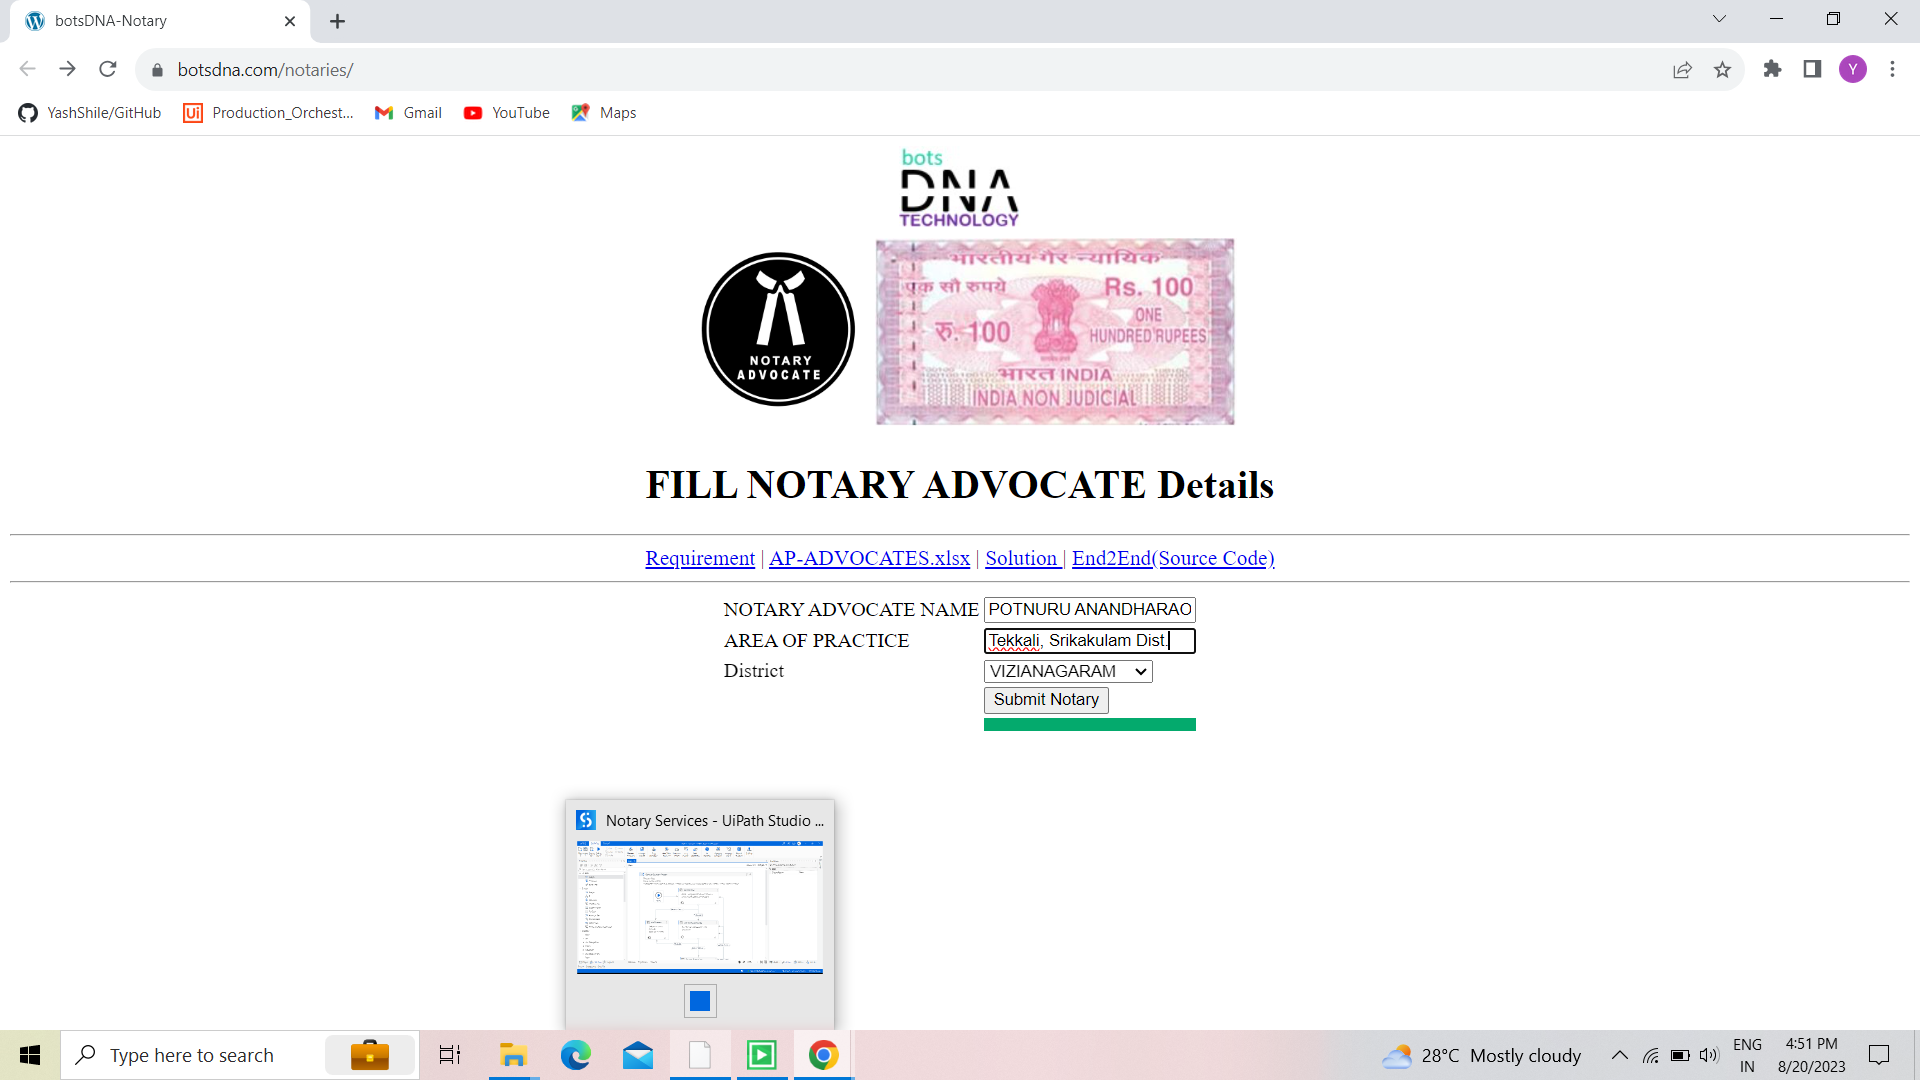 botsDNA-Notary
botsdna.com/notaries/
Y
YashShile/GitHub
Ui Production_Orchest...
Gmail
YouTube
Maps
bots
DNA
TECHNOLOGY
NOTARY
ADVOCATE
भारतीय-गैर-न्यायिक
एक सौ रुपये
Rs. 100
रु. 100
ONE
HUNDRED RUPEES
भारत INDIA
INDIA NON JUDICIAL
FILL NOTARY ADVOCATE Details
Requirement | AP-ADVOCATES.xlsx | Solution | End2End(Source Code)
NOTARY ADVOCATE NAME POTNURU ANANDHARAO
AREA OF PRACTICE Tekkali, Srikakulam Dist.
District VIZIANAGARAM
Submit Notary
Notary Services - UiPath Studio ...
Type here to search
28°C Mostly cloudy
ENG
IN
4:51 PM
8/20/2023